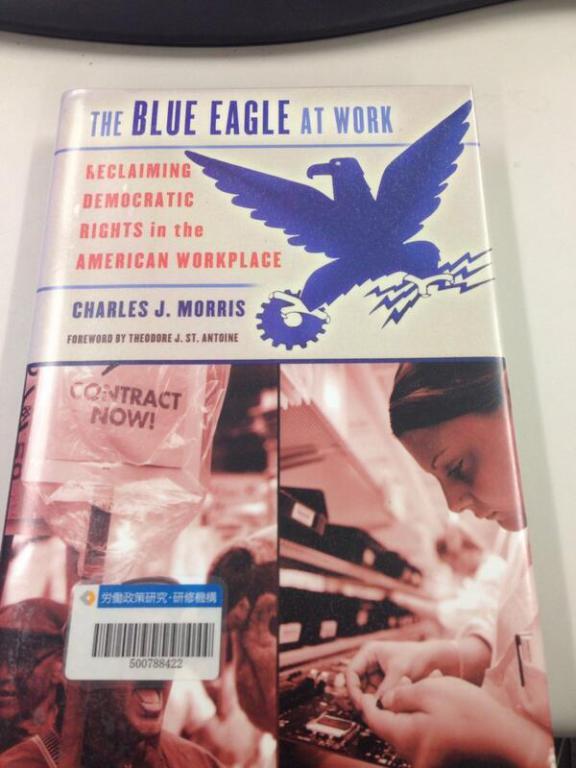 THE BLUE EAGLE AT WORK
RECLAIMING
DEMOCRATIC
RIGHTS in the
AMERICAN WORKPLACE
CHARLES J. MORRIS
FOREWORD BY THEODORE J. ST. ANTOINE
CONTRACT
NOW!
労働政策研究・研修機構
500788422